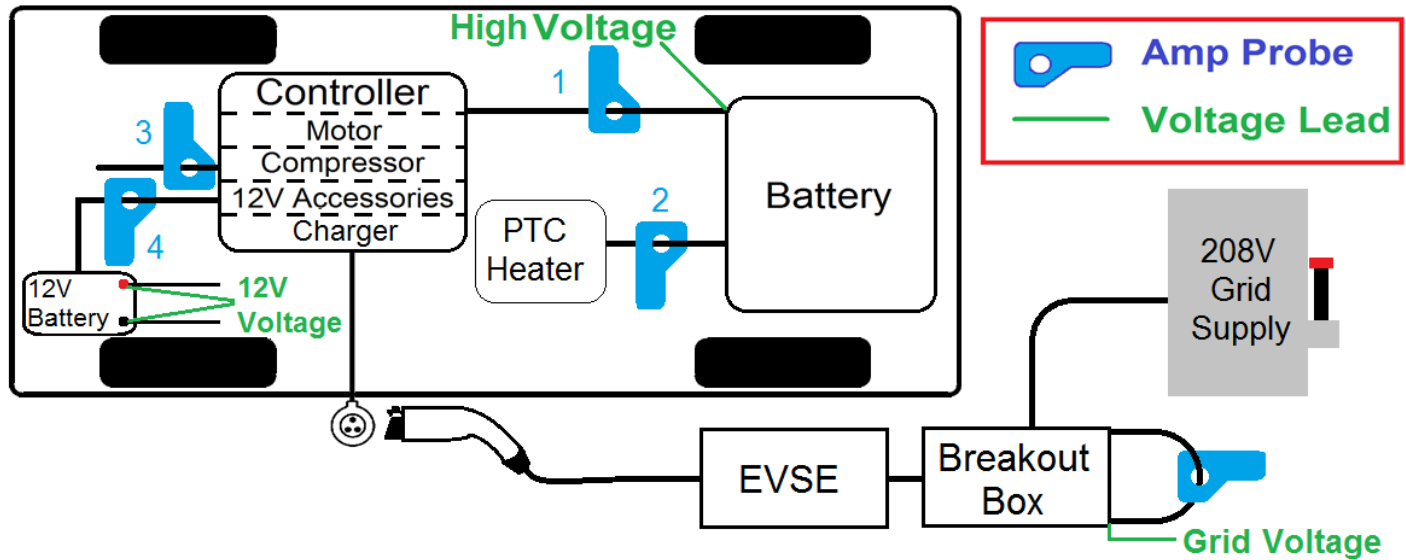 High Voltage
1
Controller
Motor
Compressor
12V Accessories
Charger
3
4
12V
Battery
12V
Voltage
PTC
Heater
2
Battery
Amp Probe
Voltage Lead
208V
Grid
Supply
EVSE
Breakout
Box
Grid Voltage